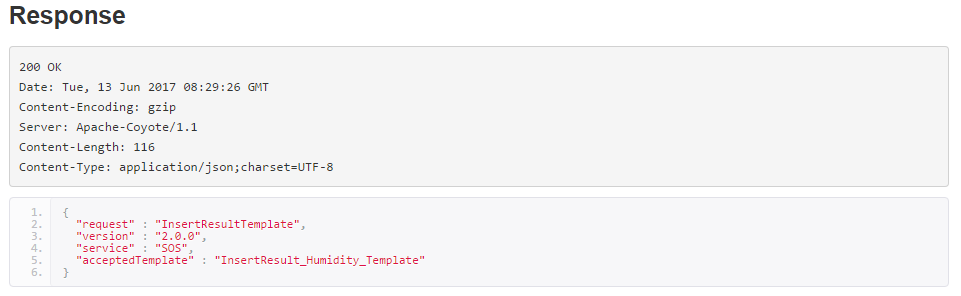 Response
200 OK
Date: Tue, 13 Jun 2017 08:29:26 GMT
Content-Encoding: gzip
Server: Apache-Coyote/1.1
Content-Length: 116
Content-Type: application/json;charset=UTF-8
1. {
2. "request" : "InsertResultTemplate",
3. "version" : "2.0.0",
4. "service" : "SOS",
5. "acceptedTemplate" : "InsertResult_Humidity_Template"
6. }